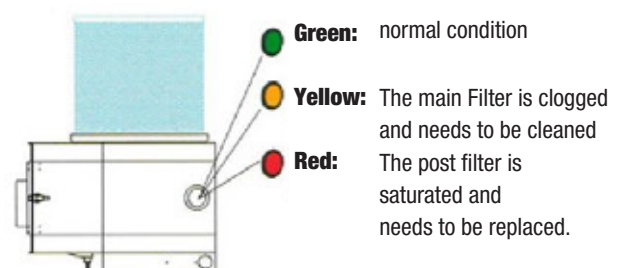 Green: normal condition
Yellow: The main Filter is clogged
and needs to be cleaned
Red: The post filter is
saturated and
needs to be replaced.